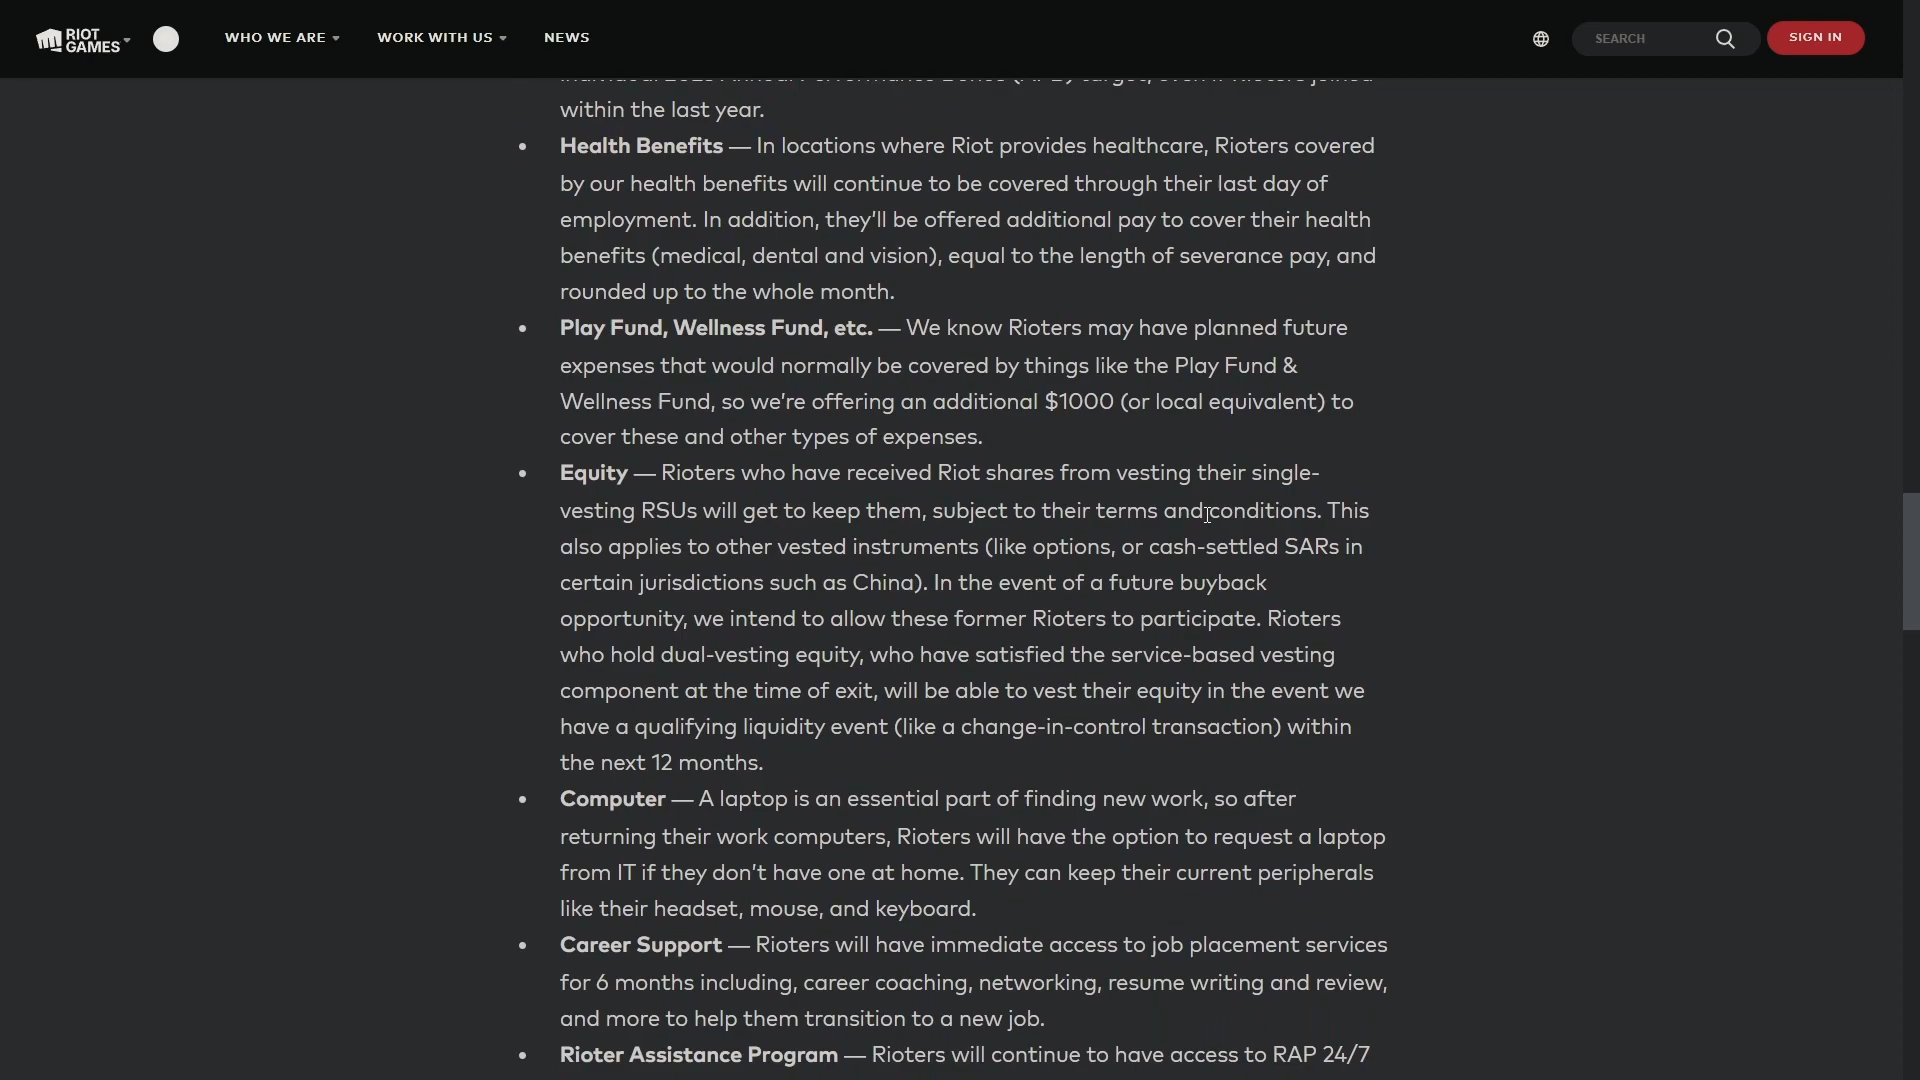 RIOT
GAMES
WHO WE ARE
WORK WITH US
NEWS
SEARCH
SIGN IN
within the last year.
• Health Benefits — In locations where Riot provides healthcare, Rioters covered
by our health benefits will continue to be covered through their last day of
employment. In addition, they’ll be offered additional pay to cover their health
benefits (medical, dental and vision), equal to the length of severance pay, and
rounded up to the whole month.
• Play Fund, Wellness Fund, etc. — We know Rioters may have planned future
expenses that would normally be covered by things like the Play Fund &
Wellness Fund, so we’re offering an additional $1000 (or local equivalent) to
cover these and other types of expenses.
• Equity — Rioters who have received Riot shares from vesting their single-
vesting RSUs will get to keep them, subject to their terms and conditions. This
also applies to other vested instruments (like options, or cash-settled SARs in
certain jurisdictions such as China). In the event of a future buyback
opportunity, we intend to allow these former Rioters to participate. Rioters
who hold dual-vesting equity, who have satisfied the service-based vesting
component at the time of exit, will be able to vest their equity in the event we
have a qualifying liquidity event (like a change-in-control transaction) within
the next 12 months.
• Computer — A laptop is an essential part of finding new work, so after
returning their work computers, Rioters will have the option to request a laptop
from IT if they don’t have one at home. They can keep their current peripherals
like their headset, mouse, and keyboard.
• Career Support — Rioters will have immediate access to job placement services
for 6 months including, career coaching, networking, resume writing and review,
and more to help them transition to a new job.
• Rioter Assistance Program — Rioters will continue to have access to RAP 24/7